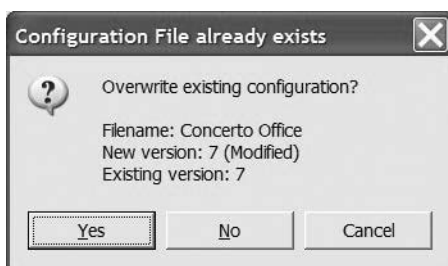 Configuration File already exists
Overwrite existing configuration?
Filename: Concerto Office
New version: 7 (Modified)
Existing version: 7
Yes No Cancel